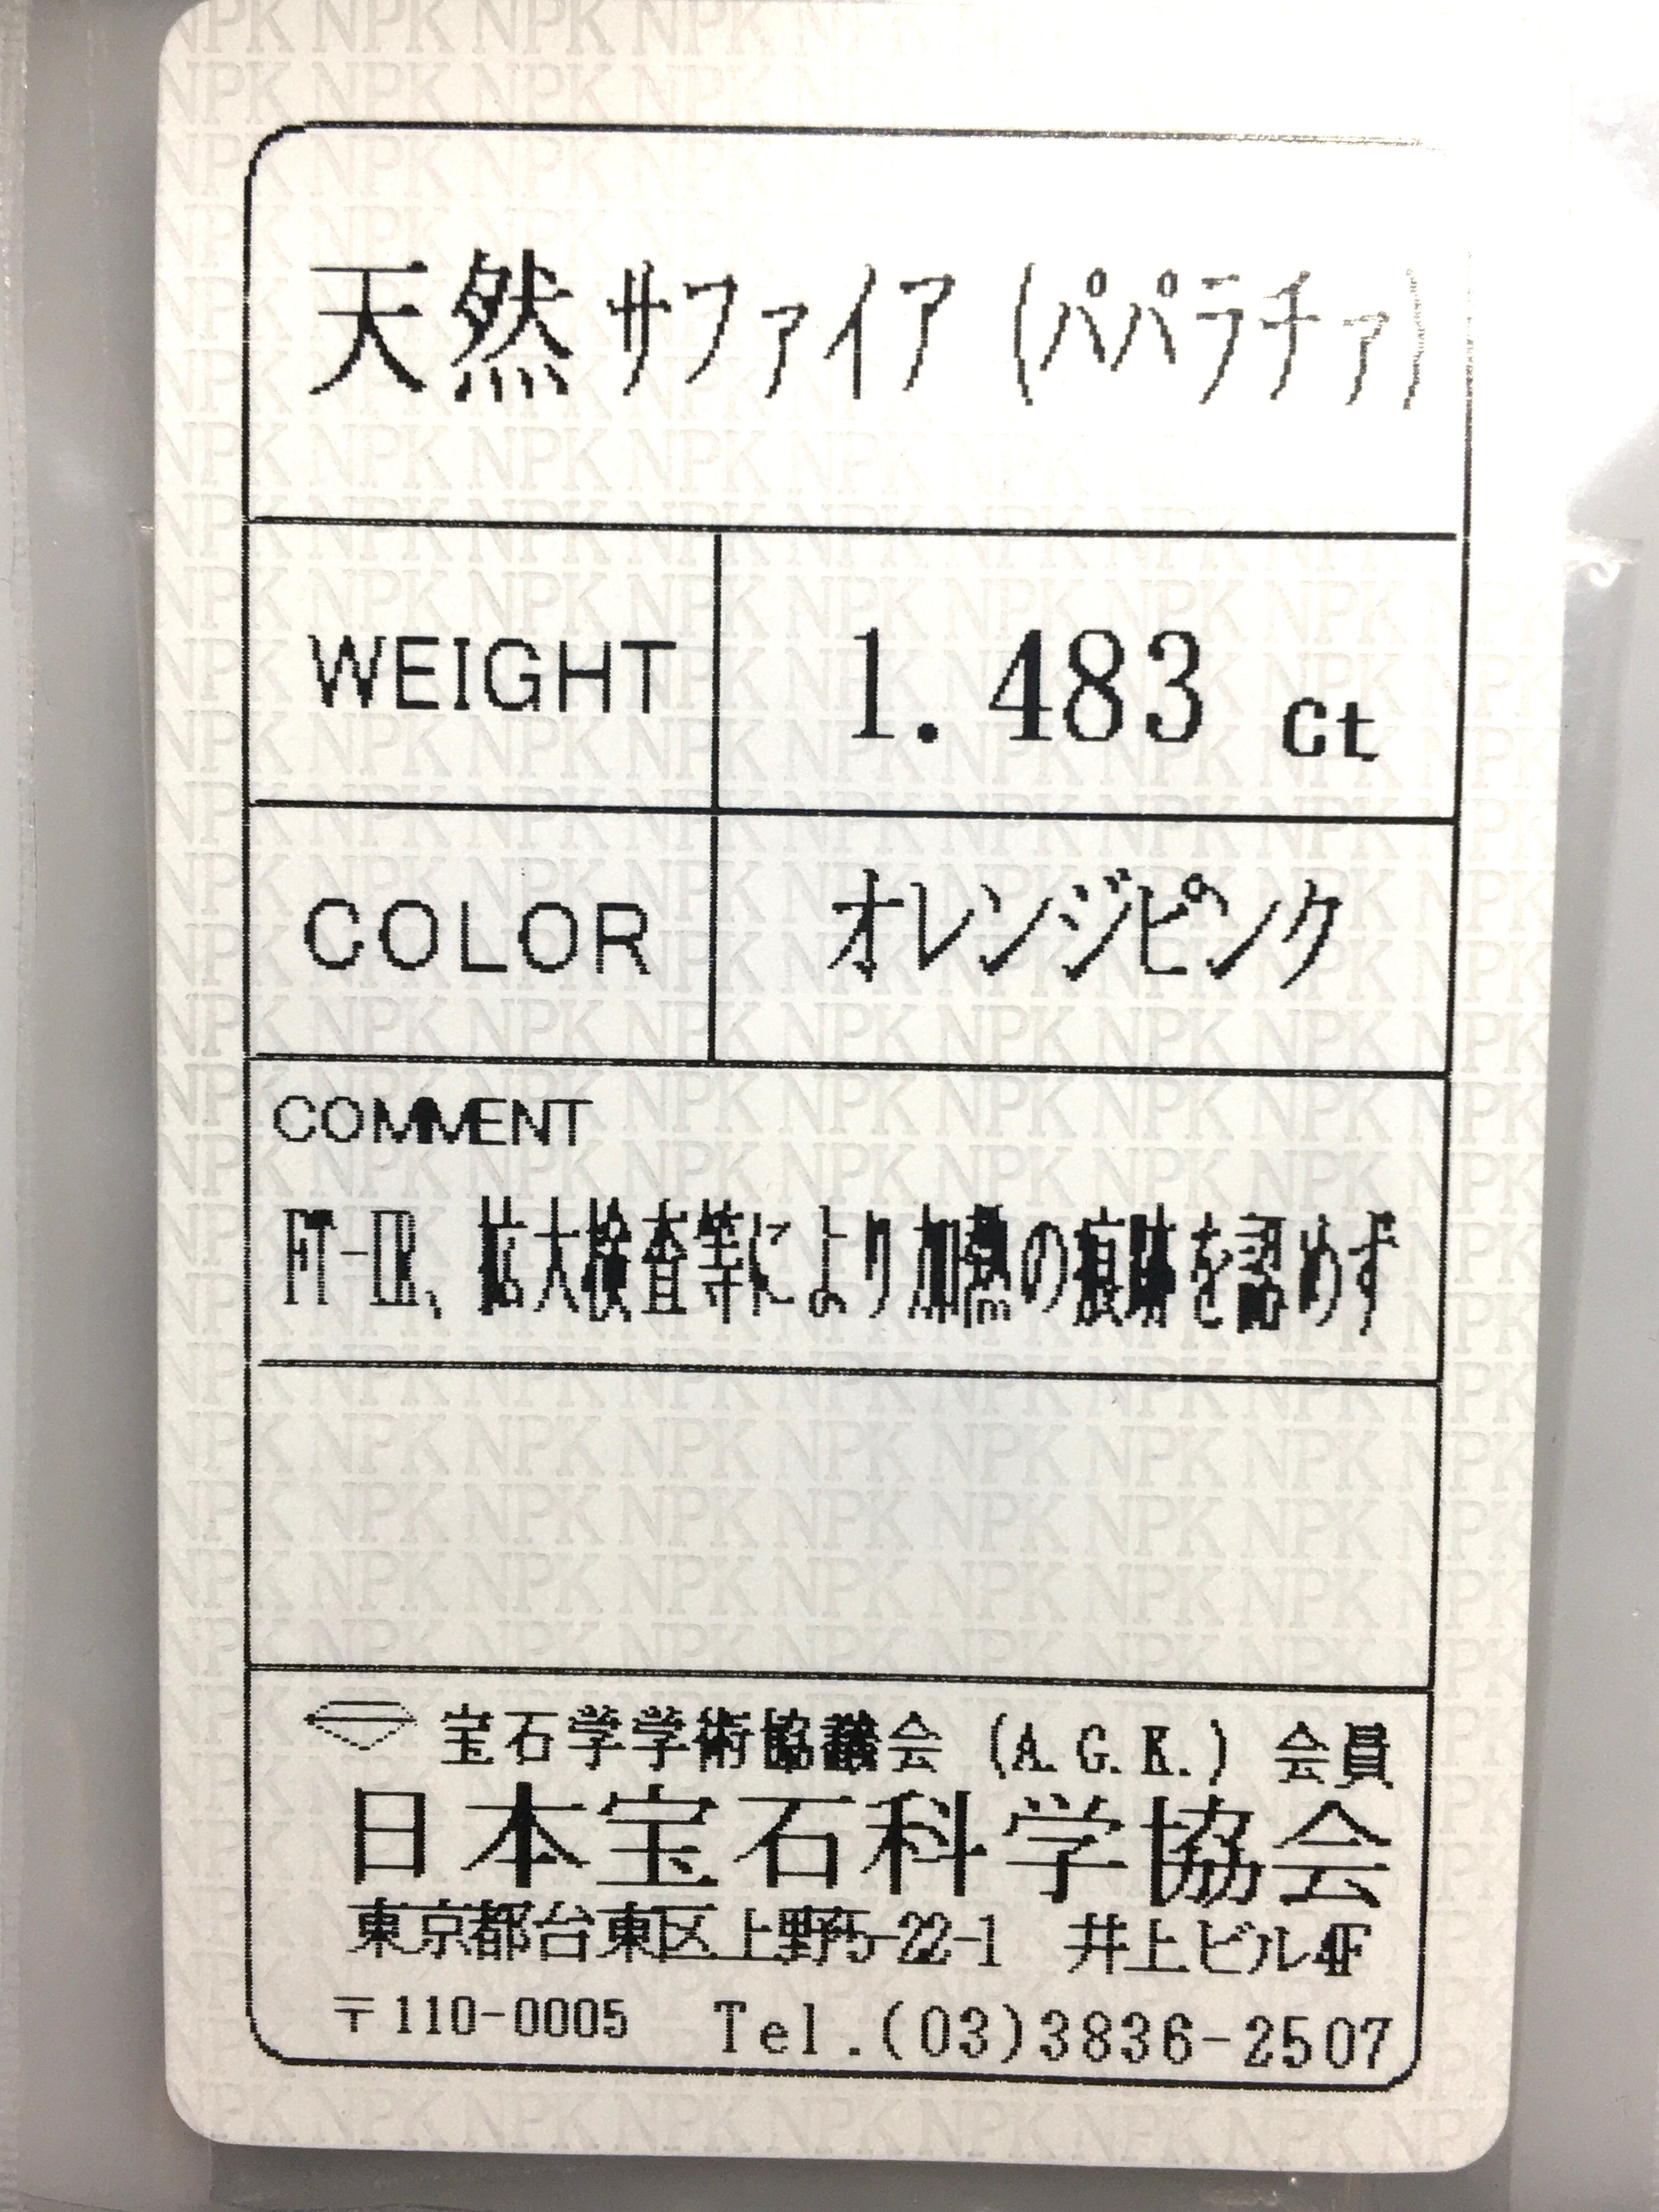 天然サファイア（パパラチァ）
WEIGHT 1.483 ct
COLOR オレンジピンク
COMMENT
FT-IR、拡大検査等により加熱の痕跡を認めず
宝石学学術協議会（A.G.K.）会員
日本宝石科学協会
東京都台東区上野5-22-1 井上ビル4F
〒110-0005 Tel.(03)3836-2507